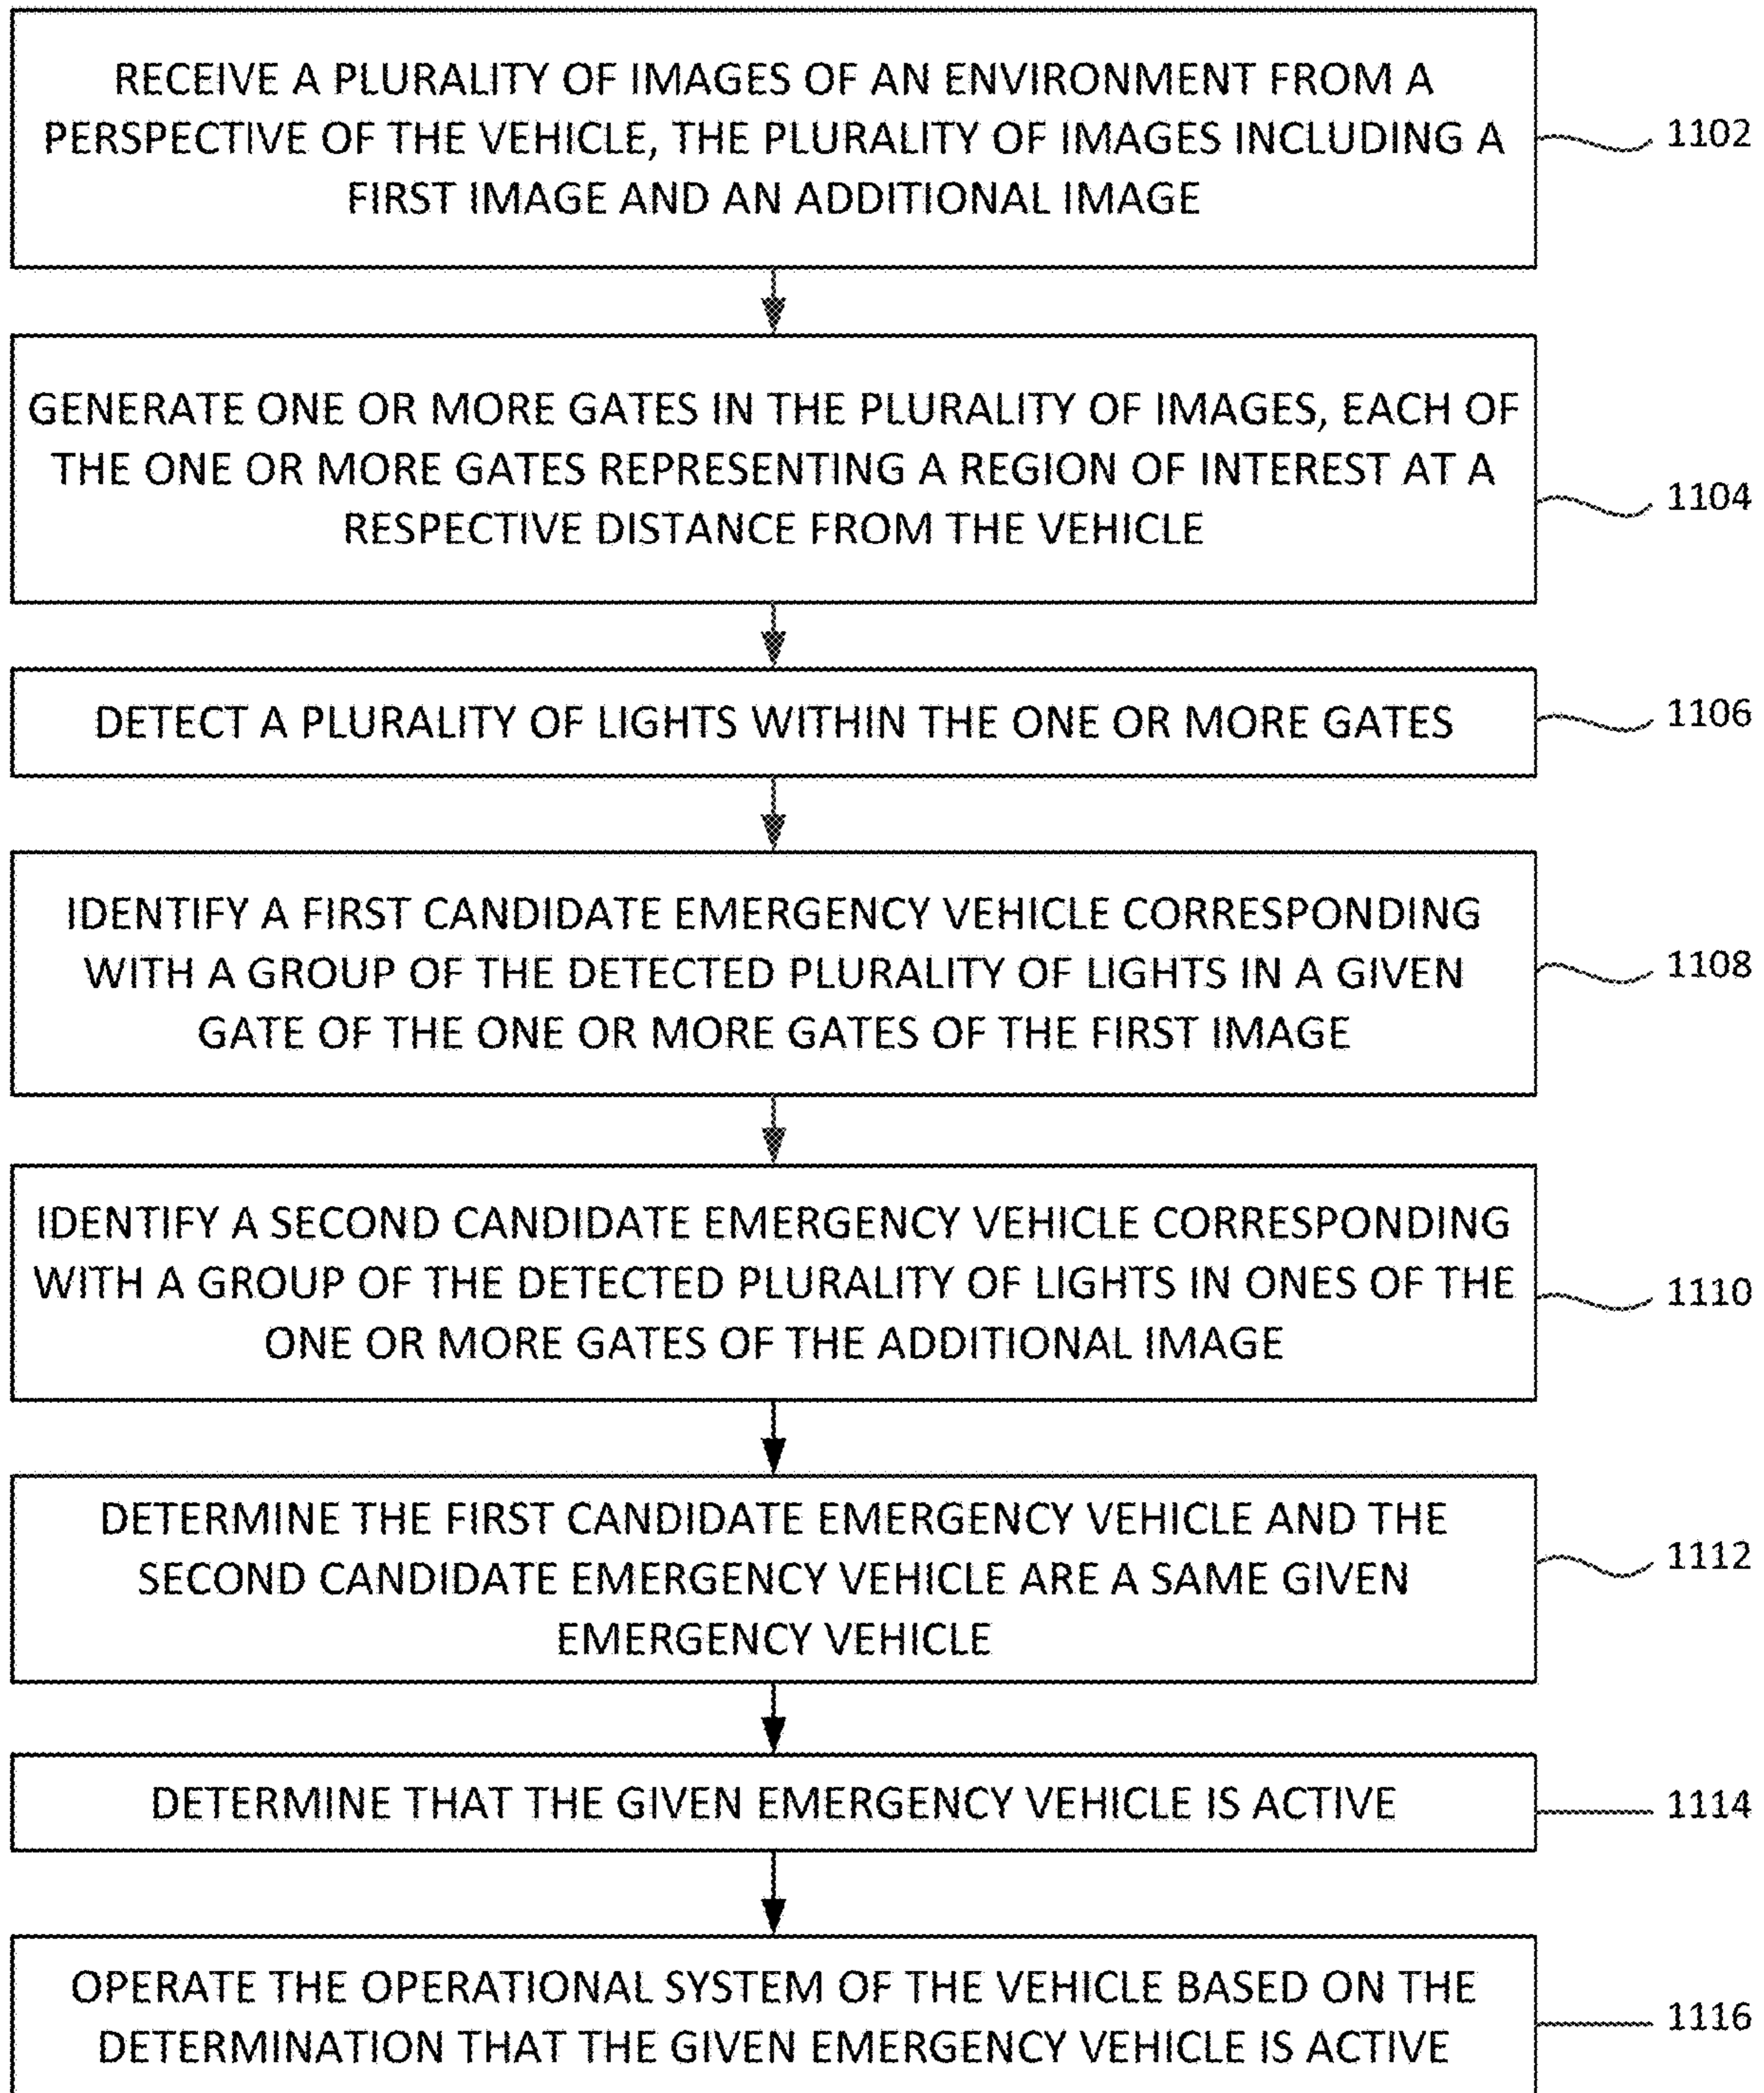 RECEIVE A PLURALITY OF IMAGES OF AN ENVIRONMENT FROM A
PERSPECTIVE OF THE VEHICLE, THE PLURALITY OF IMAGES INCLUDING A
FIRST IMAGE AND AN ADDITIONAL IMAGE
1102
GENERATE ONE OR MORE GATES IN THE PLURALITY OF IMAGES, EACH OF
THE ONE OR MORE GATES REPRESENTING A REGION OF INTEREST AT A
RESPECTIVE DISTANCE FROM THE VEHICLE
1104
DETECT A PLURALITY OF LIGHTS WITHIN THE ONE OR MORE GATES
1106
IDENTIFY A FIRST CANDIDATE EMERGENCY VEHICLE CORRESPONDING
WITH A GROUP OF THE DETECTED PLURALITY OF LIGHTS IN A GIVEN
GATE OF THE ONE OR MORE GATES OF THE FIRST IMAGE
1108
IDENTIFY A SECOND CANDIDATE EMERGENCY VEHICLE CORRESPONDING
WITH A GROUP OF THE DETECTED PLURALITY OF LIGHTS IN ONES OF THE
ONE OR MORE GATES OF THE ADDITIONAL IMAGE
1110
DETERMINE THE FIRST CANDIDATE EMERGENCY VEHICLE AND THE
SECOND CANDIDATE EMERGENCY VEHICLE ARE A SAME GIVEN
EMERGENCY VEHICLE
1112
DETERMINE THAT THE GIVEN EMERGENCY VEHICLE IS ACTIVE
1114
OPERATE THE OPERATIONAL SYSTEM OF THE VEHICLE BASED ON THE
DETERMINATION THAT THE GIVEN EMERGENCY VEHICLE IS ACTIVE
1116